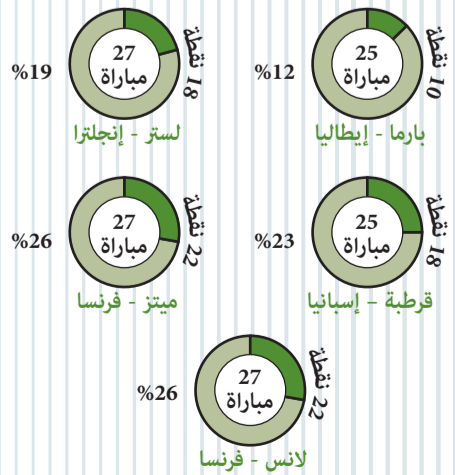 25
مباراة
10 نقطة
%12
بارما - إيطاليا
27
مباراة
18 نقطة
%19
لستر - إنجلترا
25
مباراة
18 نقطة
%23
قرطبة – إسبانيا
27
مباراة
22 نقطة
%26
ميتز - فرنسا
27
مباراة
22 نقطة
%26
لانس - فرنسا